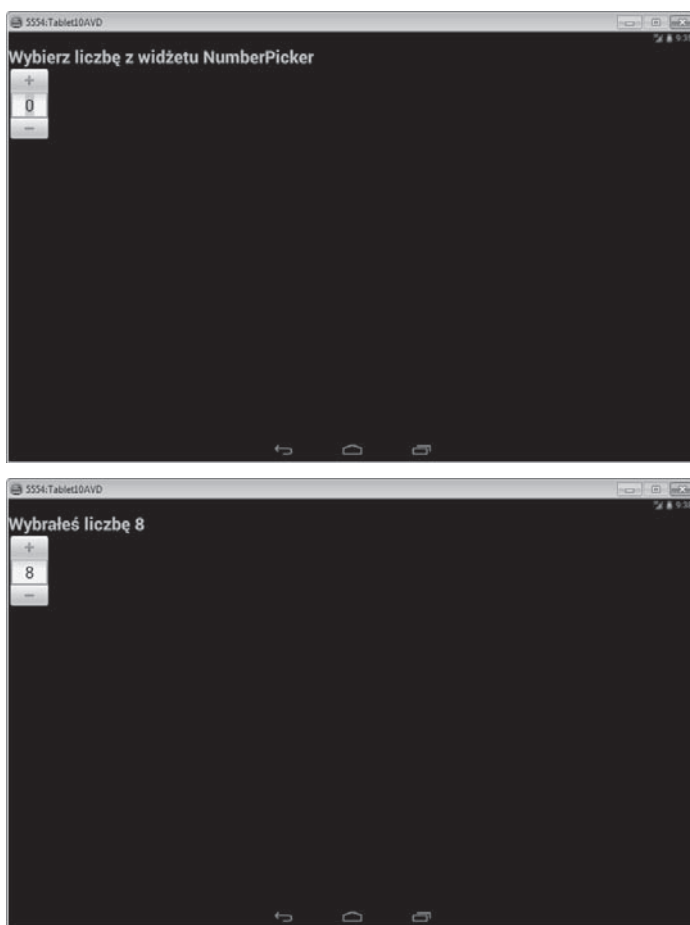 5554:Tablet10AVD
Wybierz liczbę z widżetu NumberPicker
+
0
−
5554:Tablet10AVD
Wybrałeś liczbę 8
+
8
−